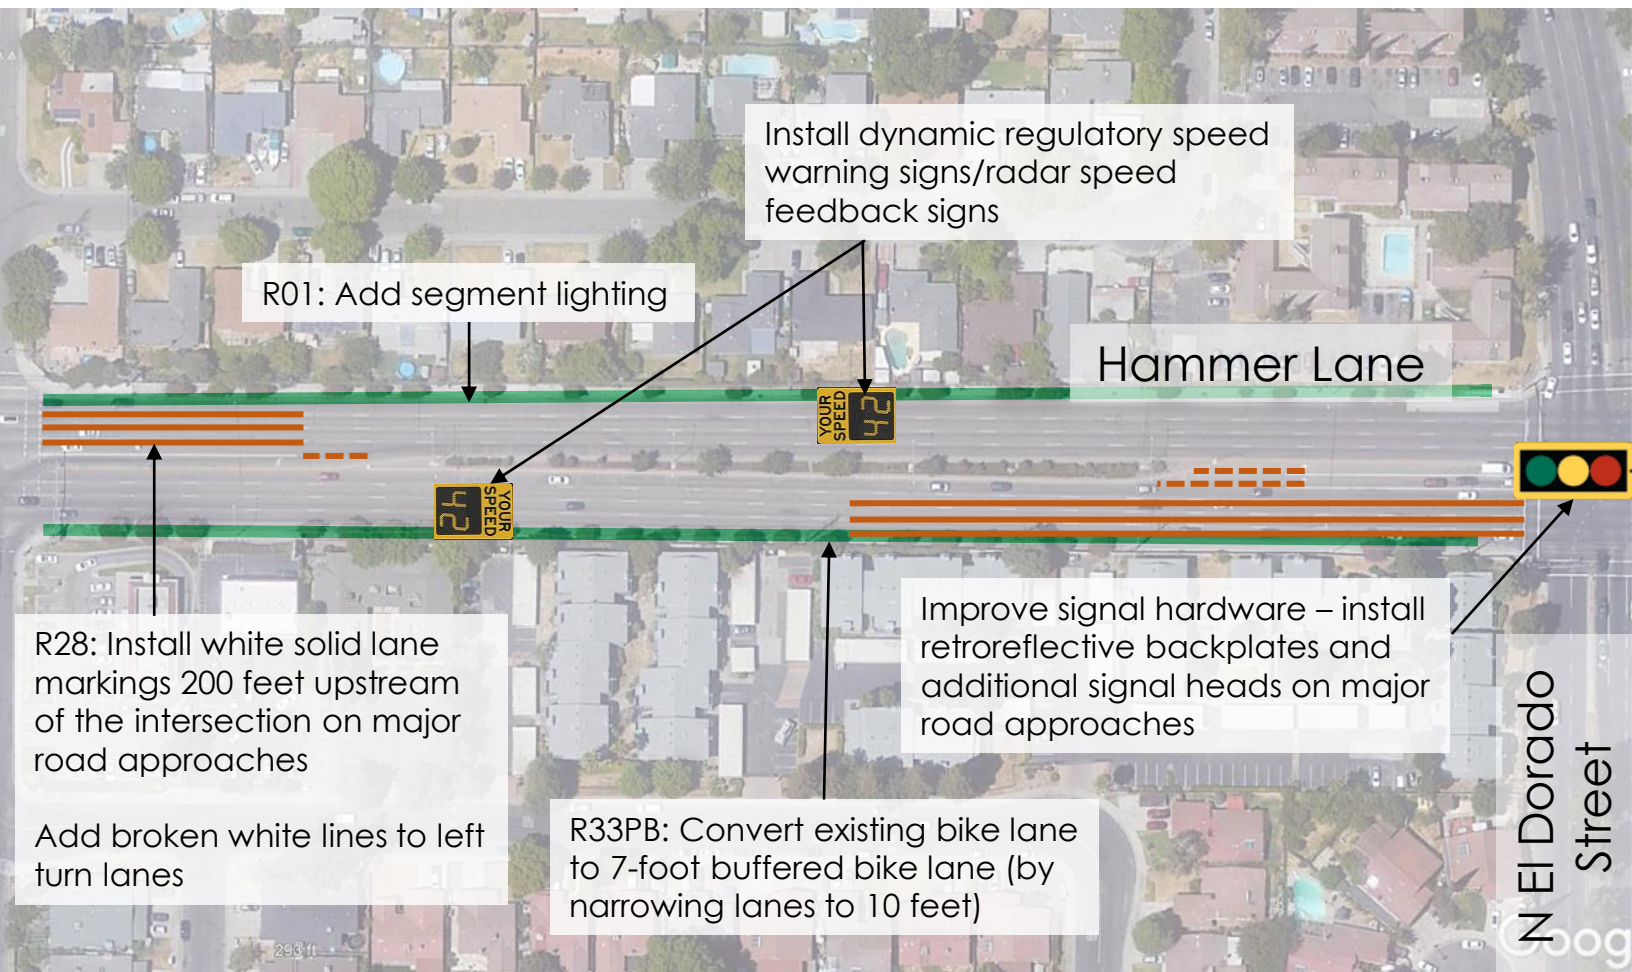 Install dynamic regulatory speed
warning signs/radar speed
feedback signs
R01: Add segment lighting
Hammer Lane
YOUR
SPEED
24
YOUR
SPEED
42
R28: Install white solid lane
markings 200 feet upstream
of the intersection on major
road approaches
Add broken white lines to left
turn lanes
Improve signal hardware – install
retroreflective backplates and
additional signal heads on major
road approaches
R33PB: Convert existing bike lane
to 7-foot buffered bike lane (by
narrowing lanes to 10 feet)
N El Dorado
Street
293 ft
Goog